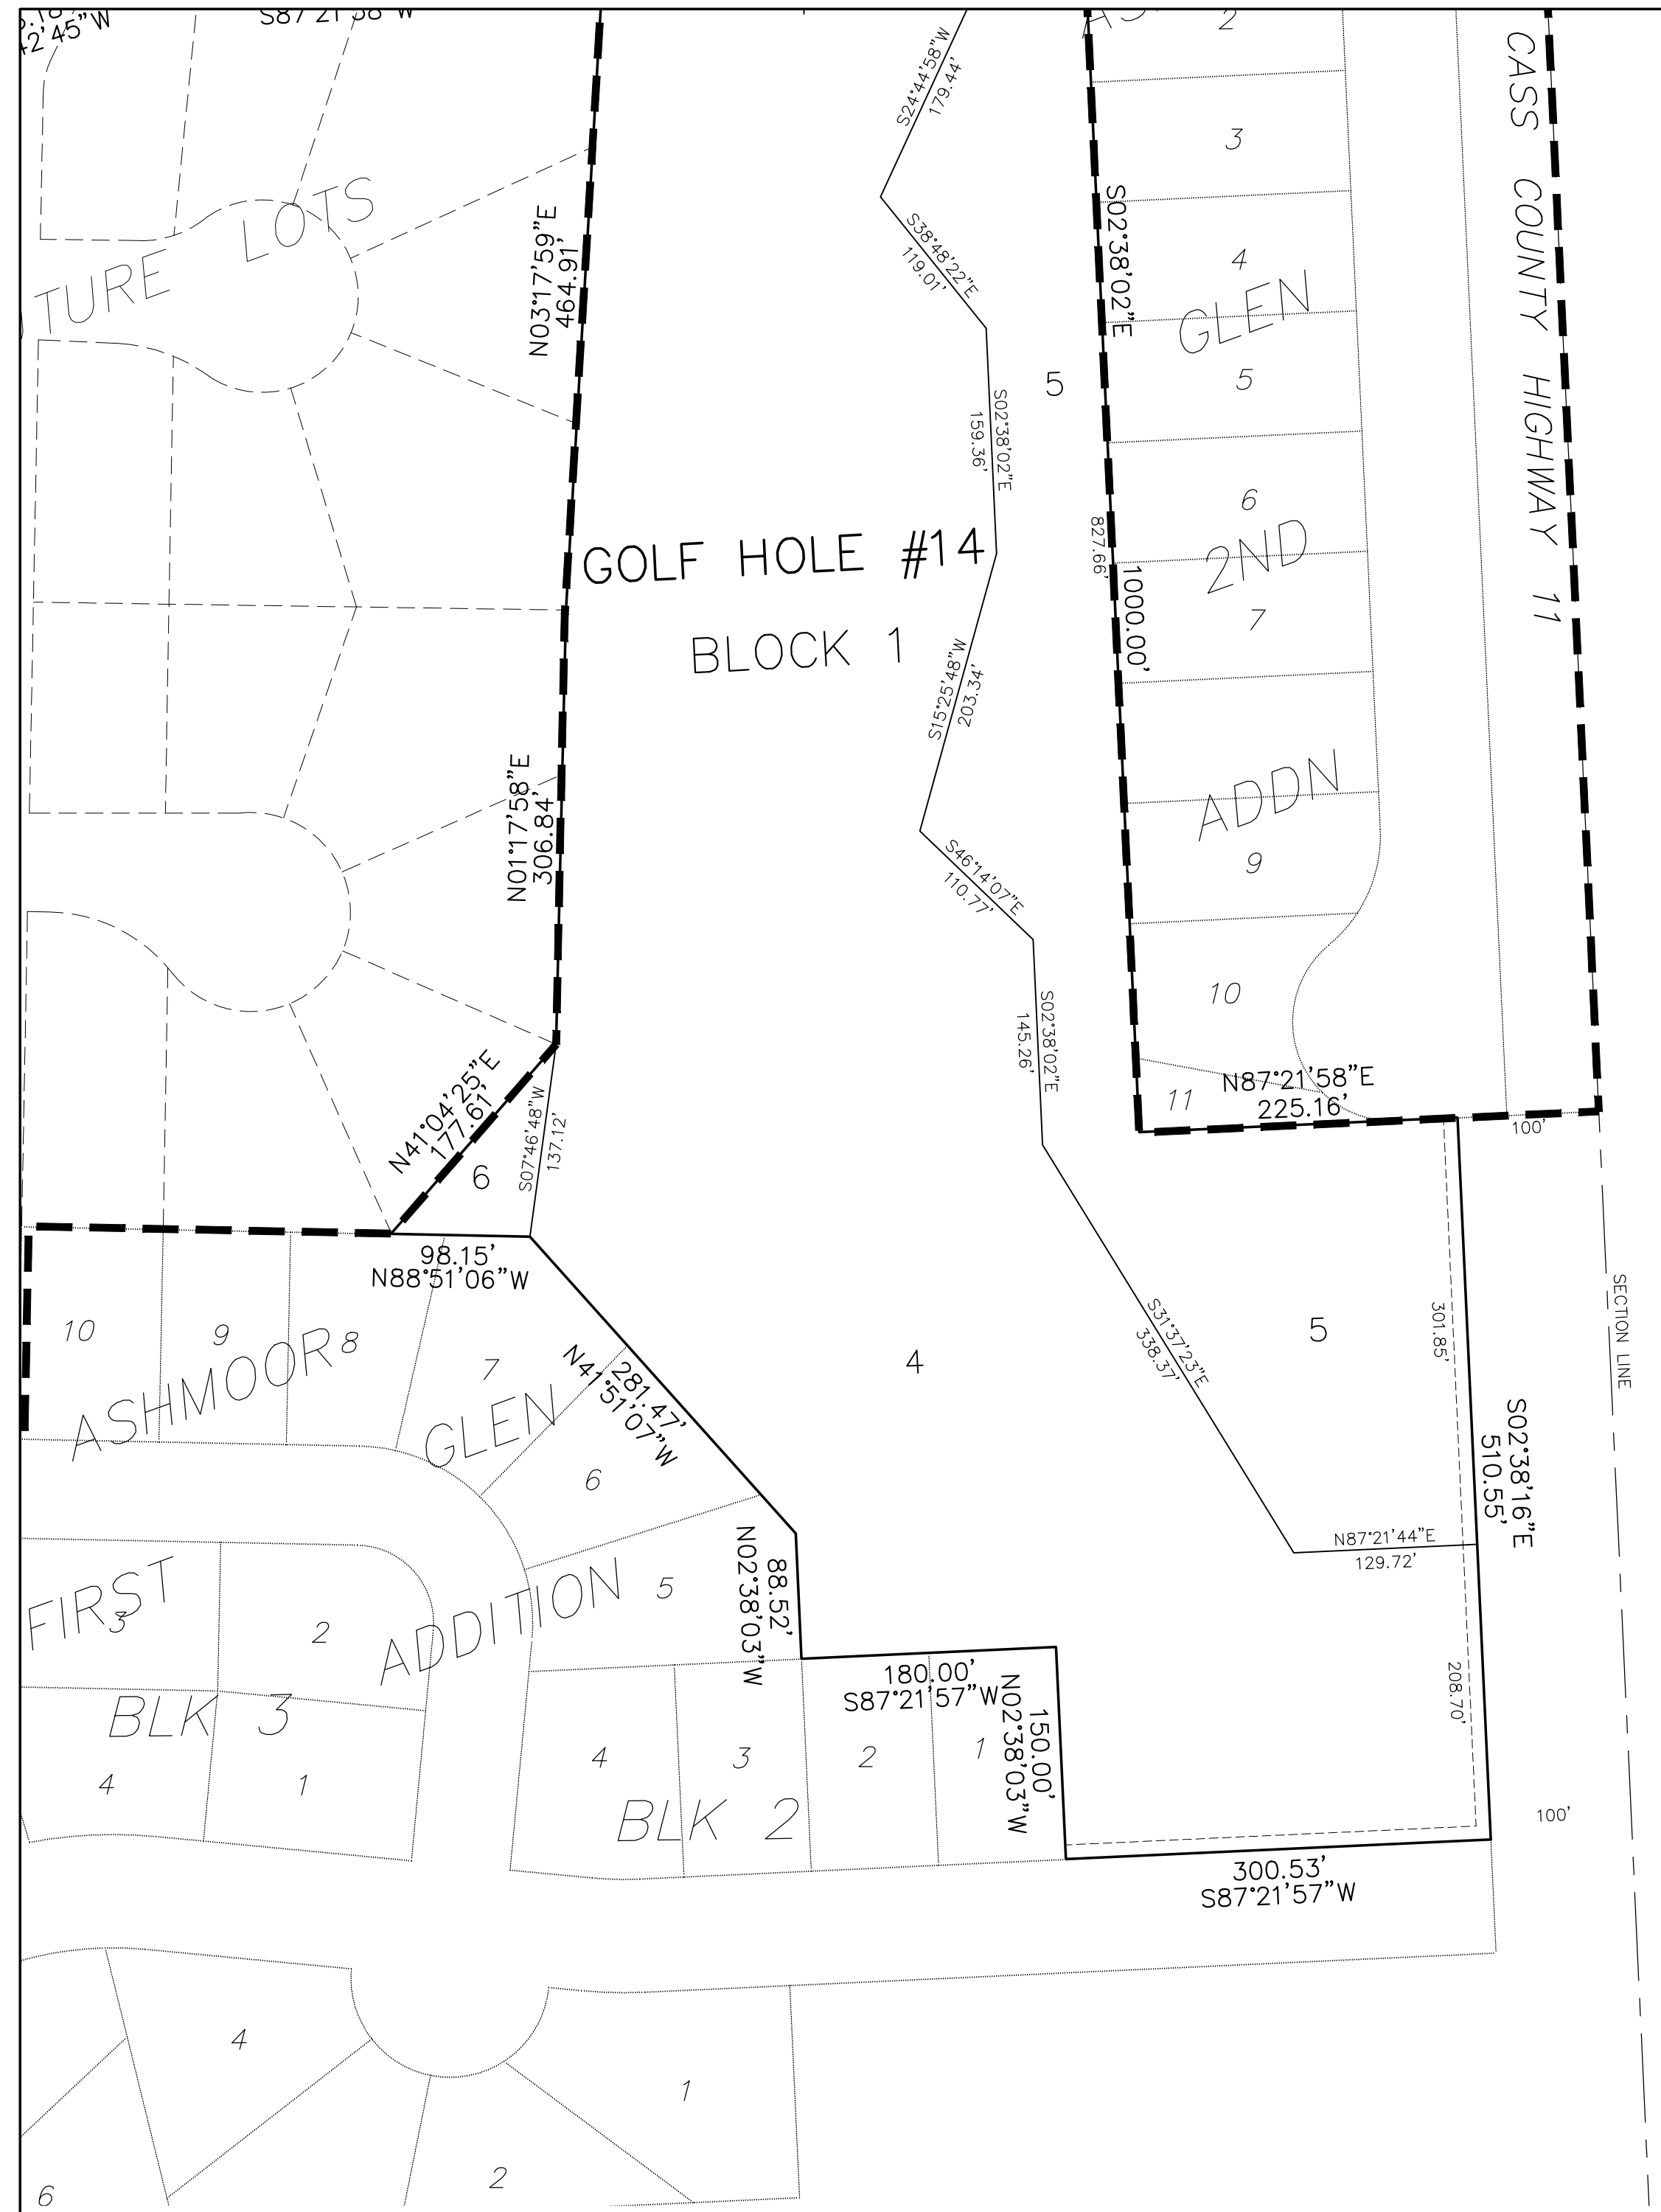 2'45"W
S87°21'58"W
2
S24°44'58"W
179.44'
CASS COUNTY HIGHWAY 11
3
TURE LOTS
N03°17'59"E
464.91'
S38°48'22"E
119.01'
S02°38'02"E
1000.00'
827.66'
4
GLEN
5
5
S02°38'02"E
159.36'
6
2ND
GOLF HOLE #14
BLOCK 1
7
S15°25'48"W
203.34'
ADDN
9
N01°17'58"E
306.84'
S46°14'07"E
110.77'
10
S02°38'02"E
145.26'
N41°04'25"E
177.61'
6
S07°46'48"W
137.12'
11
N87°21'58"E
225.16'
100'
98.15'
N88°51'06"W
SECTION LINE
10
9
8
7
ASHMOOR
GLEN
281.47'
N41°51'07"W
4
S31°37'23"E
338.37'
5
301.85'
S02°38'16"E
510.55'
6
N87°21'44"E
129.72'
FIRST
3
2
ADDITION
5
88.52'
N02°38'03"W
180.00'
S87°21'57"W
150.00'
N02°38'03"W
208.70'
BLK 3
4
1
4
3
2
1
BLK 2
100'
300.53'
S87°21'57"W
4
1
2
6